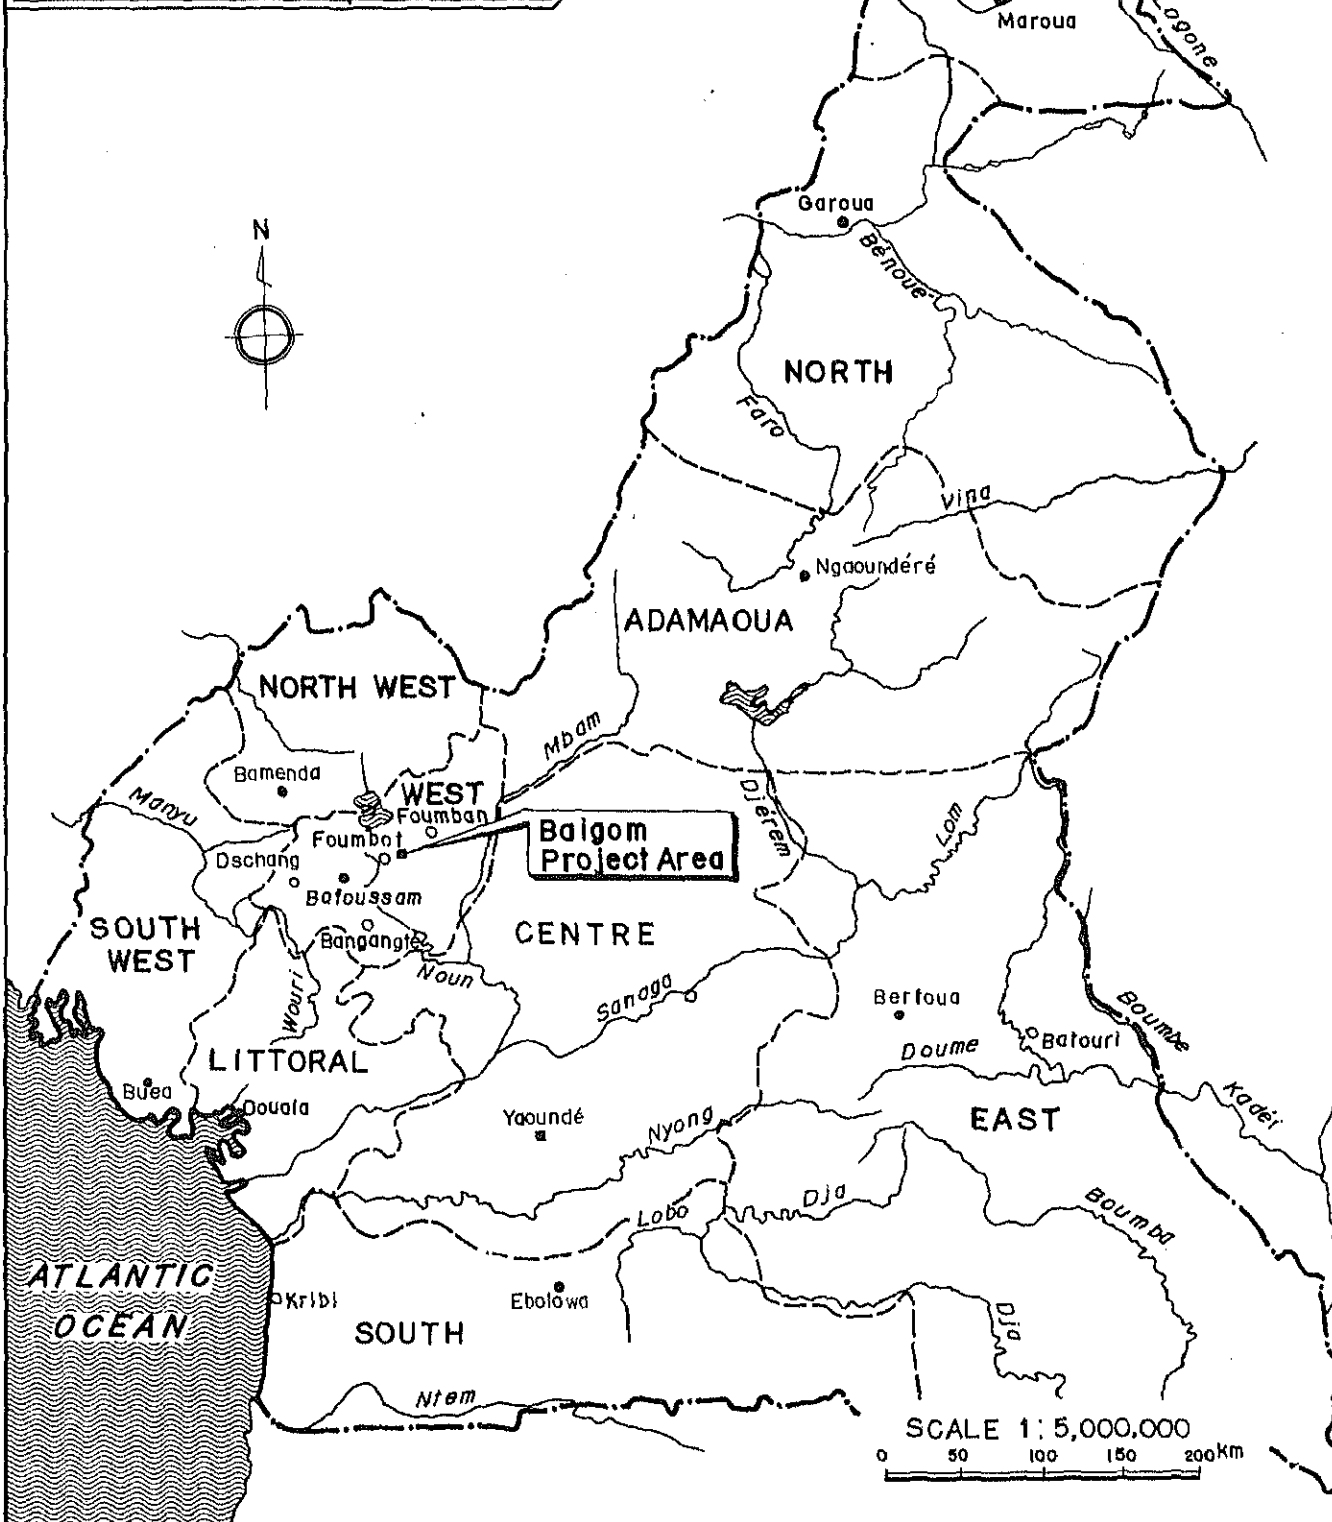 Maroua
Logone
N
Garoua
Bénoué
NORTH
Faro
Vina
Ngaoundéré
ADAMAOUA
NORTH WEST
Mbam
Bamenda
WEST
Manyu
Foumban
Djérem
Lom
Foumbot
Baigom
Project Area
Dschang
Bafoussam
SOUTH
WEST
CENTRE
Bangangte
Noun
Wouri
Sanaga
Bertoua
Boumbe
Batouri
Doume
LITTORAL
Buea
Douala
Yaoundé
Nyong
EAST
Kadéi
Dja
Lobo
Boumba
ATLANTIC
OCEAN
Kribi
Ebolowa
SOUTH
Dja
Ntem
SCALE 1:5,000,000
0 50 100 150 200km